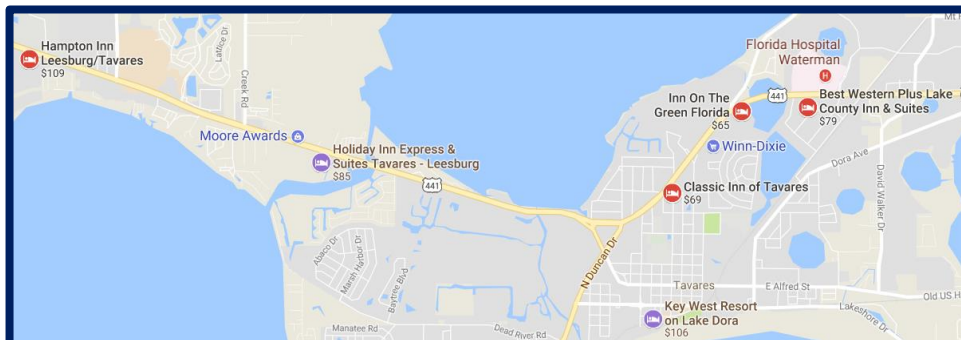 Mt H
Hampton Inn
Leesburg/Tavares
$109
Lattice Dr
Creek Rd
Florida Hospital
Waterman
H
441
Inn On The
Green Florida
$65
Best Western Plus Lake
County Inn & Suites
$79
Moore Awards
Holiday Inn Express &
Suites Tavares - Leesburg
$85
Winn-Dixie
Dora Ave
David Walker Dr
441
Classic Inn of Tavares
$69
Abaco Dr
Marsh Harbor Dr
Baytree Blvd
N Duncan Dr
Tavares
E Alfred St
Old US H
Key West Resort
on Lake Dora
$106
Lakeshore Dr
Manatee Rd
Dead River Rd